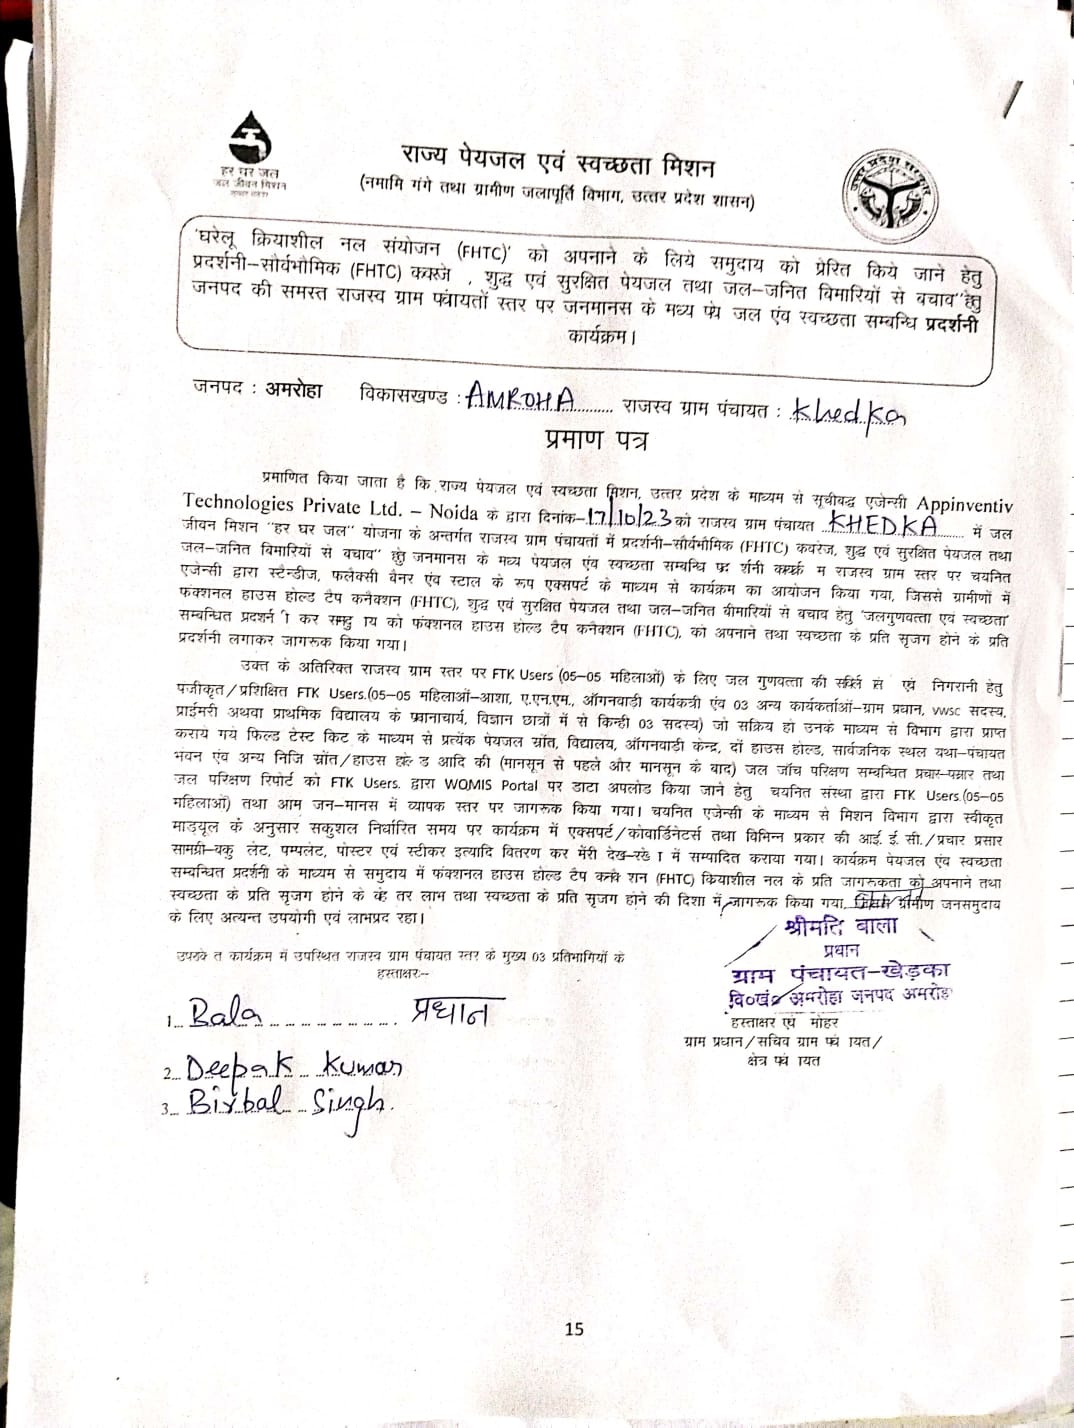 हर घर जल
जल जीवन मिशन
राज्य पेयजल एवं स्वच्छता मिशन
(नमामि गंगे तथा ग्रामीण जलापूर्ति विभाग, उत्तर प्रदेश शासन)
'घरेलू क्रियाशील नल संयोजन (FHTC)' को अपनाने के लिये समुदाय को प्रेरित किये जाने हेतु
प्रदर्शनी–सौर्वभौमिक (FHTC) , शुद्ध एवं सुरक्षित पेयजल तथा जल–जनित विमारियों से बचाव" हेतु
जनपद की समस्त राजस्व ग्राम पंचायतों स्तर पर जनमानस के मध्य जल एंव स्वच्छता सम्बन्धि प्रदर्शनी
कार्यक्रम।
जनपद : अमरोहा विकासखण्ड : AMROHA राजस्व ग्राम पंचायत : Khedka
प्रमाण पत्र
प्रमाणित किया जाता है कि राज्य पेयजल एवं स्वच्छता मिशन, उत्तर प्रदेश के माध्यम से सूचीबद्ध एजेन्सी Appinventiv
Technologies Private Ltd. – Noida के द्वारा दिनांक–17/10/23 को राजस्व ग्राम पंचायत KHEDKA में जल
जीवन मिशन "हर घर जल" योजना के अन्तर्गत राजस्व ग्राम पंचायतों में प्रदर्शनी–सौर्वभौमिक (FHTC) कवरेज, शुद्ध एवं सुरक्षित पेयजल तथा
जल–जनित विमारियों से बचाव" हेतु जनमानस के मध्य पेयजल एंव स्वच्छता सम्बन्धि राजस्व ग्राम स्तर पर चयनित
एजेन्सी द्वारा स्टैन्डीज, फलैक्सी वैनर एंव स्टाल के रूप एक्सपर्ट के माध्यम से कार्यक्रम का आयोजन किया गया, जिससे ग्रामीणों में
फंक्शनल हाउस होल्ड टैप कनैक्शन (FHTC), शुद्ध एवं सुरक्षित पेयजल तथा जल–जनित वीमारियों से बचाव हेतु 'जलगुणवत्ता एवं स्वच्छता'
सम्बन्धित को फंक्शनल हाउस होल्ड टैप कनैक्शन (FHTC), को अपनाने तथा स्वच्छता के प्रति सृजग होने के प्रति
प्रदर्शनी लगाकर जागरूक किया गया।
उक्त के अतिरिक्त राजस्व ग्राम स्तर पर FTK Users (05–05 महिलाओं) के लिए जल गुणवत्ता की एवं निगरानी हेतु
पंजीकृत/प्रशिक्षित FTK Users.(05–05 महिलाओं–आशा, ए.एन.एम., ऑगनवाडी कार्यकत्री एंव 03 अन्य कार्यकर्ताओं–ग्राम प्रधान, vwsc सदस्य,
प्राईमरी अथवा प्राथमिक विद्यालय के विज्ञान छात्रों में से किन्ही 03 सदस्य) जो सक्रिय हो उनके माध्यम से विभाग द्वारा प्राप्त
कराये गये फिल्ड टेस्ट किट के माध्यम से प्रत्येंक पेयजल स्रोंत, विद्यालय, ऑगनवाडी केन्द्र, दों हाउस होल्ड, सार्वजनिक स्थल यथा–पंचायत
भवन एंव अन्य निजि स्रोंत/हाउस आदि की (मानसून से पहले और मानसून के बाद) जल जॉच परिक्षण सम्बन्धित तथा
जल परिक्षण रिपोर्ट को FTK Users. द्वारा WQMIS Portal पर डाटा अपलोड किया जाने हेतु चयनित संस्था द्वारा FTK Users.(05–05
महिलाओं) तथा आम जन–मानस में व्यापक स्तर पर जागरूक किया गया। चयनित एजेन्सी के माध्यम से मिशन विभाग द्वारा स्वीकृत
माड्यूल के अनुसार सकुशल निर्धारित समय पर कार्यक्रम में एक्सपर्ट/कोवार्डिनेटर्स तथा विभिन्न प्रकार की आई. ई. सी./प्रचार प्रसार
सामग्री– पम्पलेट, पोस्टर एवं स्टीकर इत्यादि वितरण कर मेंरी में सम्पादित कराया गया। कार्यक्रम पेयजल एंव स्वच्छता
सम्बन्धित प्रदर्शनी के माध्यम से समुदाय में फंक्शनल हाउस होल्ड टैप (FHTC) कियाशील नल के प्रति जागरुकता को अपनाने तथा
स्वच्छता के प्रति सृजग होने के लाभ तथा स्वच्छता के प्रति सृजग होने की दिशा में जागरूक किया गया, ग्रामीण जनसमुदाय
के लिए अत्यन्त उपयोगी एवं लाभप्रद रहा।
श्रीमति बाला
प्रधान
ग्राम पंचायत–खेड़का
वि०खं० अमरोहा जनपद अमरोहा
हस्ताक्षर एवं मोहर
ग्राम प्रधान/सचिव ग्राम
क्षेत्र
कार्यक्रम में उपस्थित राजस्व ग्राम पंचायत स्तर के मुख्य 03 प्रतिभागियों के
हस्ताक्षरः–
1 Bala प्रधान
2 Deepak Kumar
3 Birbal Singh.
15